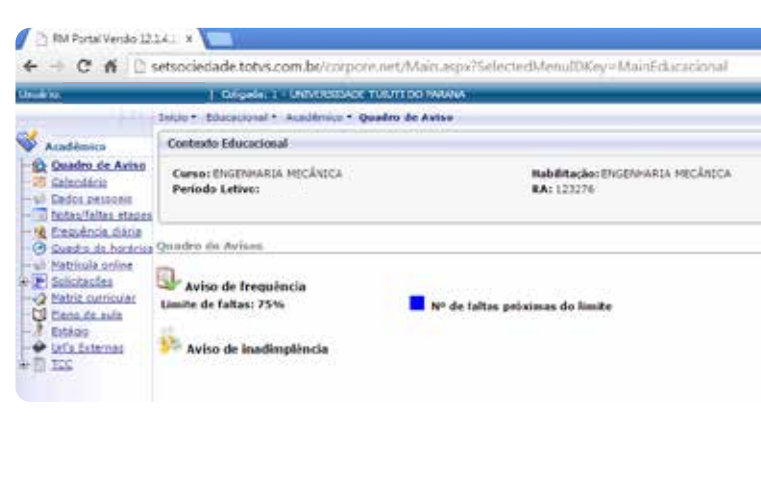 RM Portal Versão 12.1.4.
setsociedade.totvs.com.br/corpore.net/Main.aspx?SelectedMenuIDKey=MainEducacional
Usuário: | Coligada: 1 - UNIVERSIDADE TUIUTI DO PARANA
Início • Educacional • Acadêmico • Quadro de Aviso
Acadêmico
Quadro de Aviso
Calendário
Dados pessoais
Notas/faltas etapas
Frequência diária
Quadro de horários
Matrícula online
Solicitações
Matriz curricular
Plano de aula
Estágio
Url's Externas
TCC
Contexto Educacional
Curso: ENGENHARIA MECÂNICA
Habilitação: ENGENHARIA MECÂNICA
Período Letivo:
RA: 123276
Quadro de Avisos
Aviso de frequência
Limite de faltas: 75%
Nº de faltas próximas do limite
Aviso de inadimplência